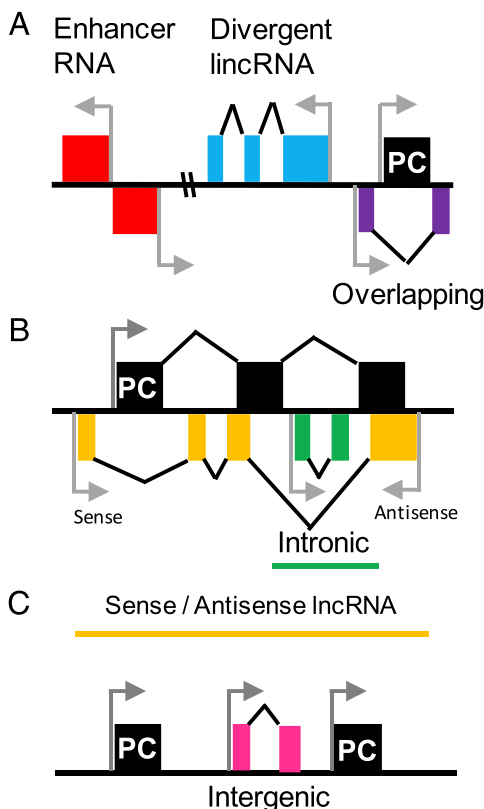 A
Enhancer
RNA
Divergent
lincRNA
PC
Overlapping
B
PC
Sense
Antisense
Intronic
C
Sense / Antisense lncRNA
PC
PC
Intergenic